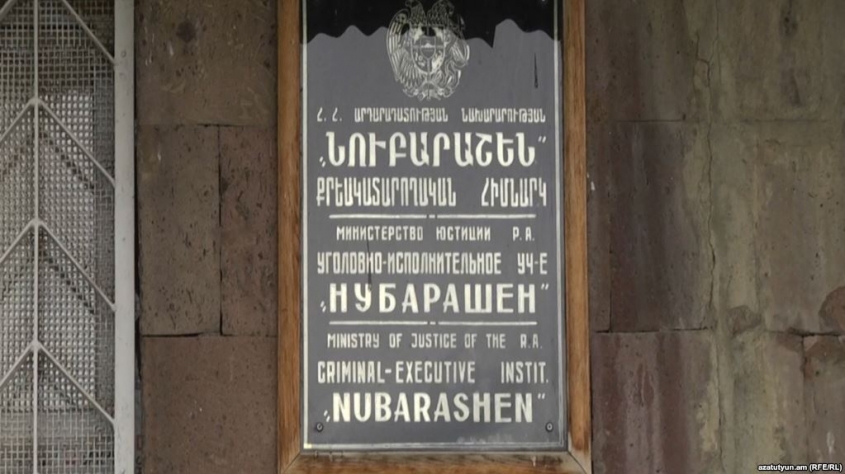 Հ. Հ. ԱՐԴԱՐԱԴԱՏՈՒԹՅԱՆ ՆԱԽԱՐԱՐՈՒԹՅԱՆ
„ՆՈՒԲԱՐԱՇԵՆ”
ՔՐԵԱԿԱՏԱՐՈՂԱԿԱՆ ՀԻՄՆԱՐԿ
МИНИСТЕРСТВО ЮСТИЦИИ Р.А.
УГОЛОВНО-ИСПОЛНИТЕЛЬНОЕ УЧ-Е
„НУБАРАШЕН”
MINISTRY OF JUSTICE OF THE R.A.
CRIMINAL-EXECUTIVE INSTIT.
„NUBARASHEN”
azatutyun.am (RFE/RL)